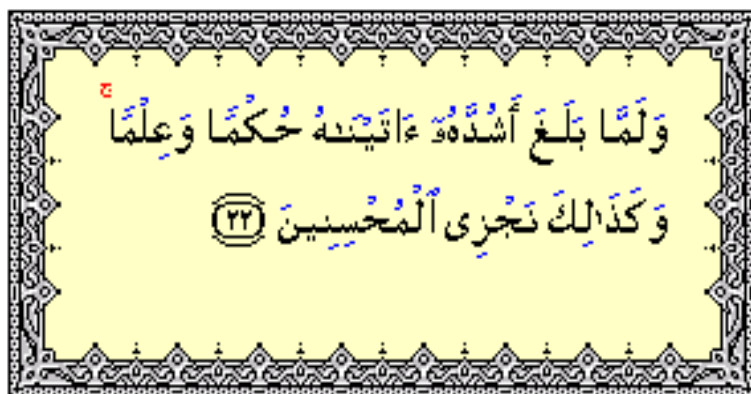 وَلَمَّا بَلَغَ أَشُدَّهُۥٓ ءَاتَيْنَـٰهُ حُكْمًا وَعِلْمًا ۚ
وَكَذَٰلِكَ نَجْزِى ٱلْمُحْسِنِينَ ﴿٢٢﴾